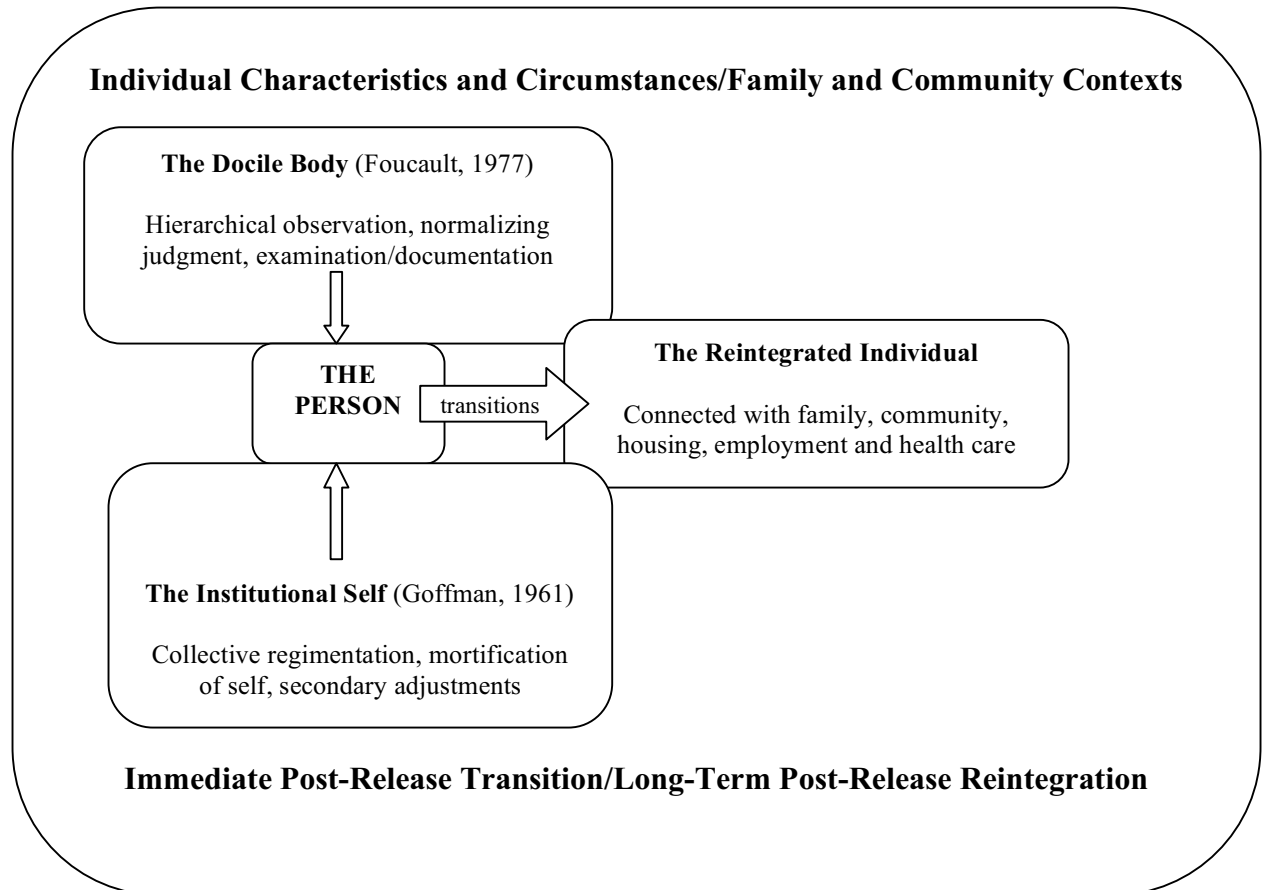 Individual Characteristics and Circumstances/Family and Community Contexts
The Docile Body (Foucault, 1977)
Hierarchical observation, normalizing
judgment, examination/documentation
THE
PERSON
transitions
The Reintegrated Individual
Connected with family, community,
housing, employment and health care
The Institutional Self (Goffman, 1961)
Collective regimentation, mortification
of self, secondary adjustments
Immediate Post-Release Transition/Long-Term Post-Release Reintegration